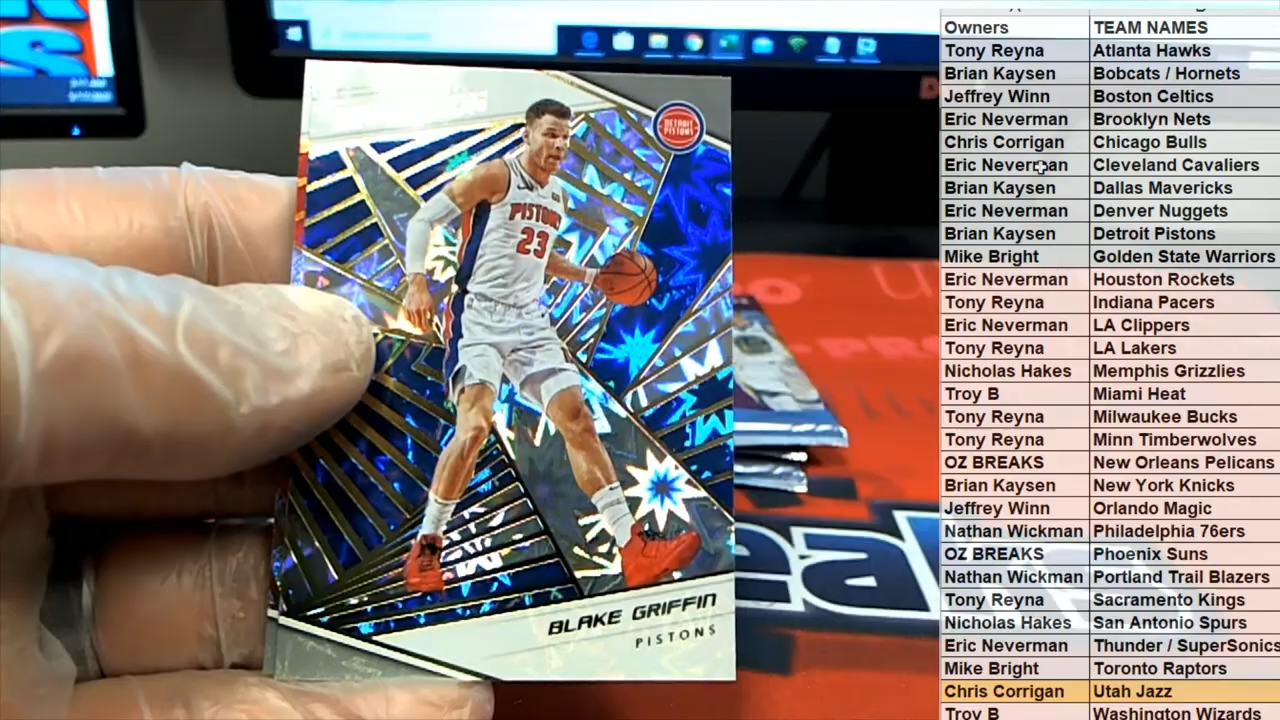 DETROIT
PISTONS
PISTONS
23
BLAKE GRIFFIN
PISTONS
Owners TEAM NAMES
Tony Reyna Atlanta Hawks
Brian Kaysen Bobcats / Hornets
Jeffrey Winn Boston Celtics
Eric Neverman Brooklyn Nets
Chris Corrigan Chicago Bulls
Eric Neverman Cleveland Cavaliers
Brian Kaysen Dallas Mavericks
Eric Neverman Denver Nuggets
Brian Kaysen Detroit Pistons
Mike Bright Golden State Warriors
Eric Neverman Houston Rockets
Tony Reyna Indiana Pacers
Eric Neverman LA Clippers
Tony Reyna LA Lakers
Nicholas Hakes Memphis Grizzlies
Troy B Miami Heat
Tony Reyna Milwaukee Bucks
Tony Reyna Minn Timberwolves
OZ BREAKS New Orleans Pelicans
Brian Kaysen New York Knicks
Jeffrey Winn Orlando Magic
Nathan Wickman Philadelphia 76ers
OZ BREAKS Phoenix Suns
Nathan Wickman Portland Trail Blazers
Tony Reyna Sacramento Kings
Nicholas Hakes San Antonio Spurs
Eric Neverman Thunder / SuperSonics
Mike Bright Toronto Raptors
Chris Corrigan Utah Jazz
Troy B Washington Wizards